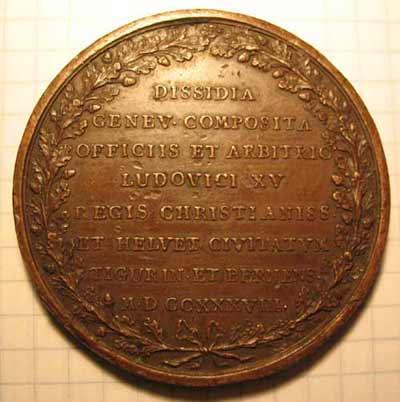 DISSIDIA
GENEV· COMPOSITA
OFFICIIS ET ARBITRIO
LUDOVICI XV
REGIS CHRISTIANISS·
ET HELVET· CIVITATUM
TIGURIN· ET BERNENS·
M·D CCXXXVIII·